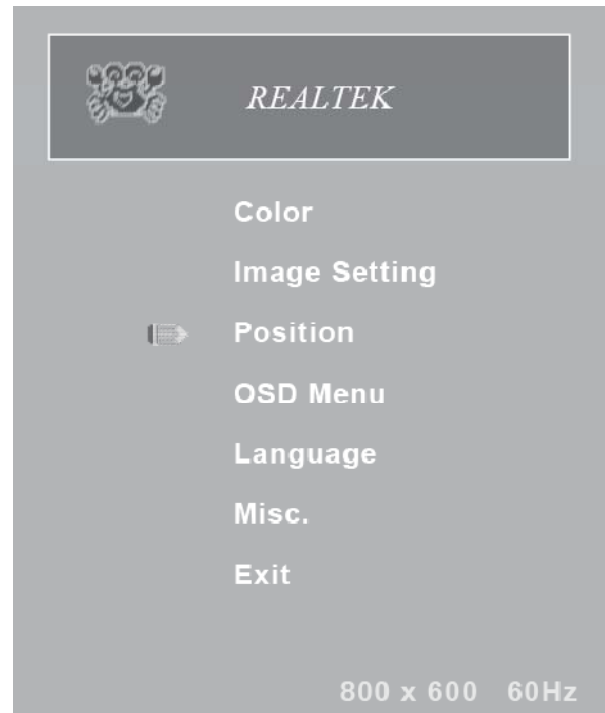 REALTEK
Color
Image Setting
Position
OSD Menu
Language
Misc.
Exit
800 x 600 60Hz